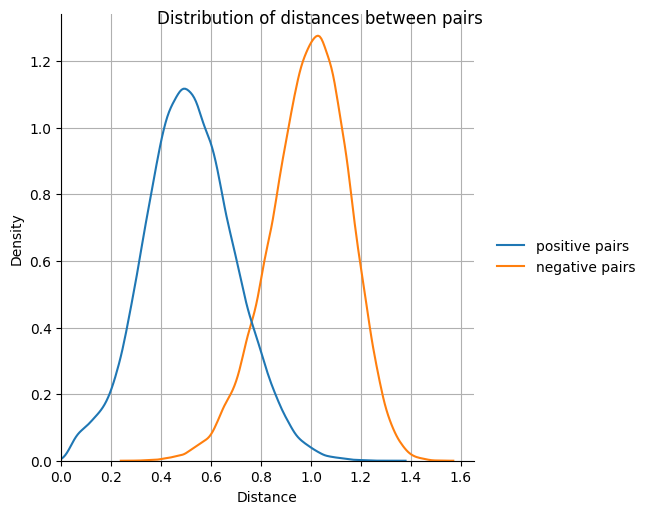 Distribution of distances between pairs
1.2
1.0
0.8
0.6
0.4
0.2
0.0
Density
0.0 0.2 0.4 0.6 0.8 1.0 1.2 1.4 1.6
Distance
positive pairs
negative pairs